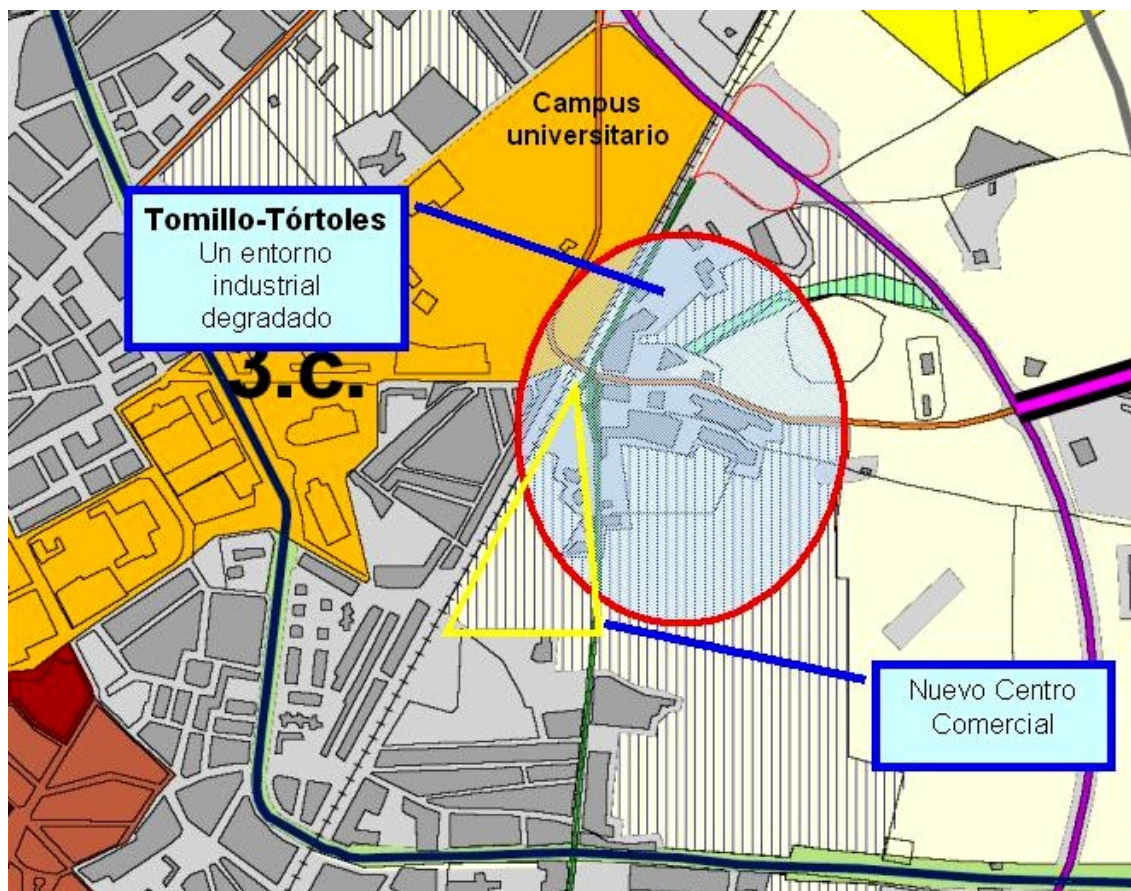 Campus
universitario
Tomillo-Tórtoles
Un entorno
industrial
degradado
3.c.
Nuevo Centro
Comercial